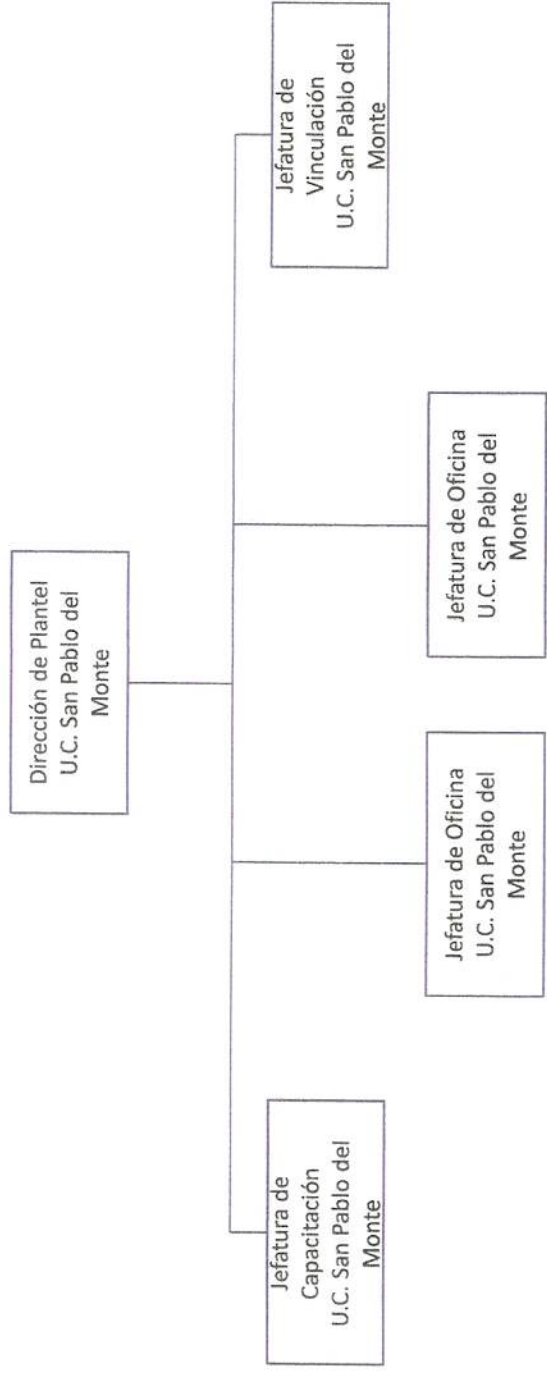 Dirección de Plantel
U.C. San Pablo del
Monte
Jefatura de
Capacitación
U.C. San Pablo del
Monte
Jefatura de Oficina
U.C. San Pablo del
Monte
Jefatura de Oficina
U.C. San Pablo del
Monte
Jefatura de
Vinculación
U.C. San Pablo del
Monte